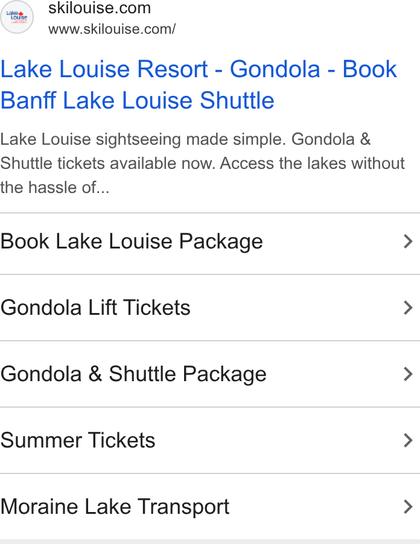 skilouise.com
www.skilouise.com/
Lake Louise Resort - Gondola - Book
Banff Lake Louise Shuttle
Lake Louise sightseeing made simple. Gondola &
Shuttle tickets available now. Access the lakes without
the hassle of...
Book Lake Louise Package
Gondola Lift Tickets
Gondola & Shuttle Package
Summer Tickets
Moraine Lake Transport